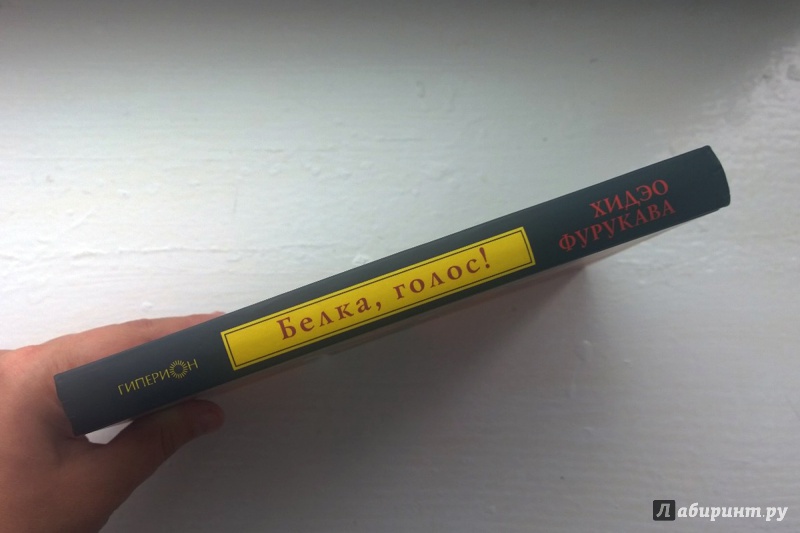 ХИДЭО
ФУРУКАВА
Белка, голос!
ГИПЕРИОН
Лабиринт.ру